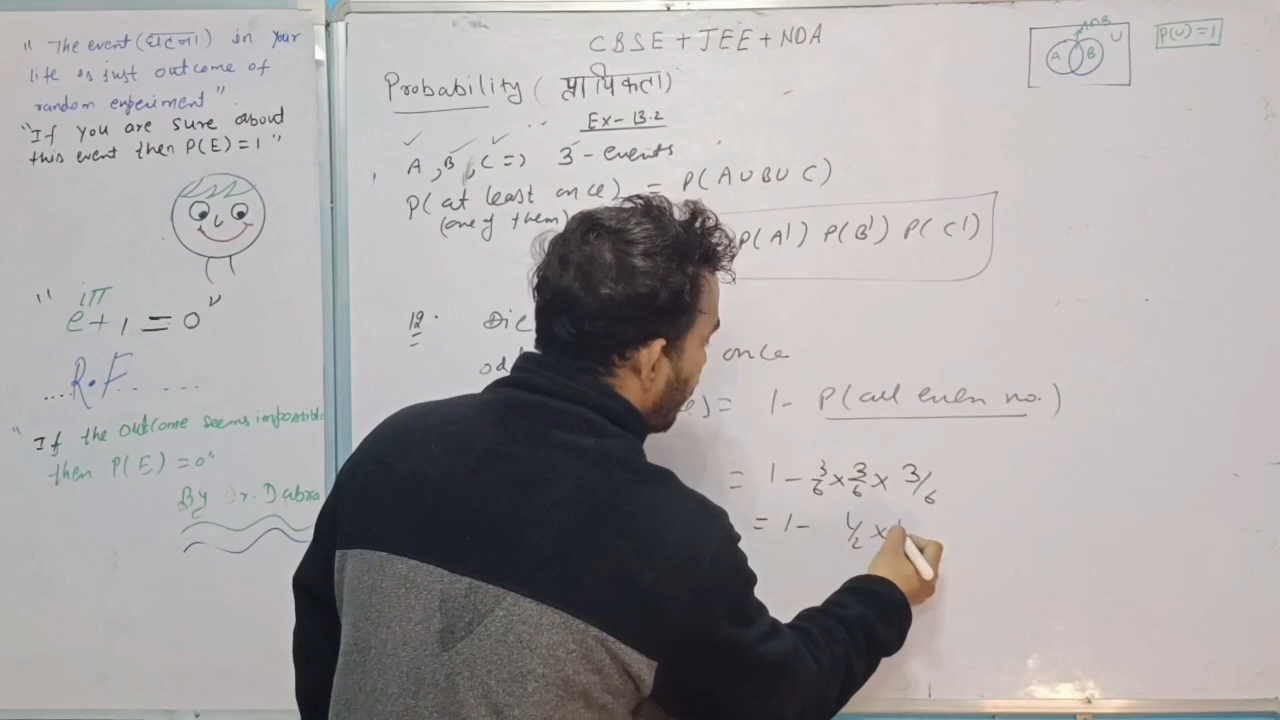 " The event (घटना) in your
life is just outcome of
random experiment"
"If you are sure about
this event then P(E) = 1 "
" e^iπ + 1 = 0 "
....R.F......
" If the outcome seems impossible
then P(E) = 0"
By Dr. Dabra
CBSE + JEE + NDA
Probability ( प्रायिकता)
Ex - 13.2
A , B , C => 3 - events
P( at least once) = P(A∪B∪C)
(one of them)
P(A') P(B') P(C')
12. Die
odd once
= 1 - P(all even no.)
= 1 - 3/6 × 3/6 × 3/6
= 1 - 1/2 ×
A∩B
A B U
P(U) = 1